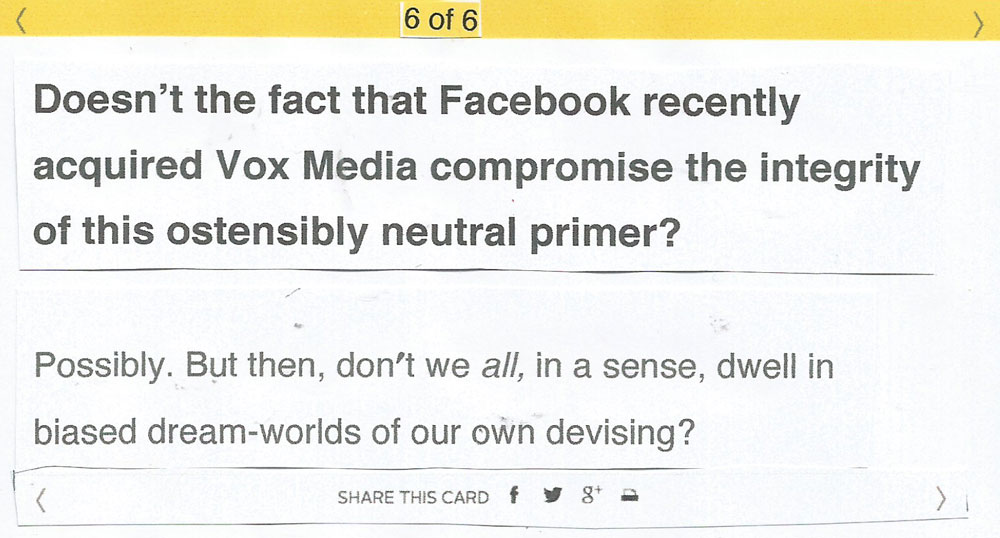 6 of 6
Doesn’t the fact that Facebook recently
acquired Vox Media compromise the integrity
of this ostensibly neutral primer?
Possibly. But then, don't we all, in a sense, dwell in
biased dream-worlds of our own devising?
SHARE THIS CARD f g+